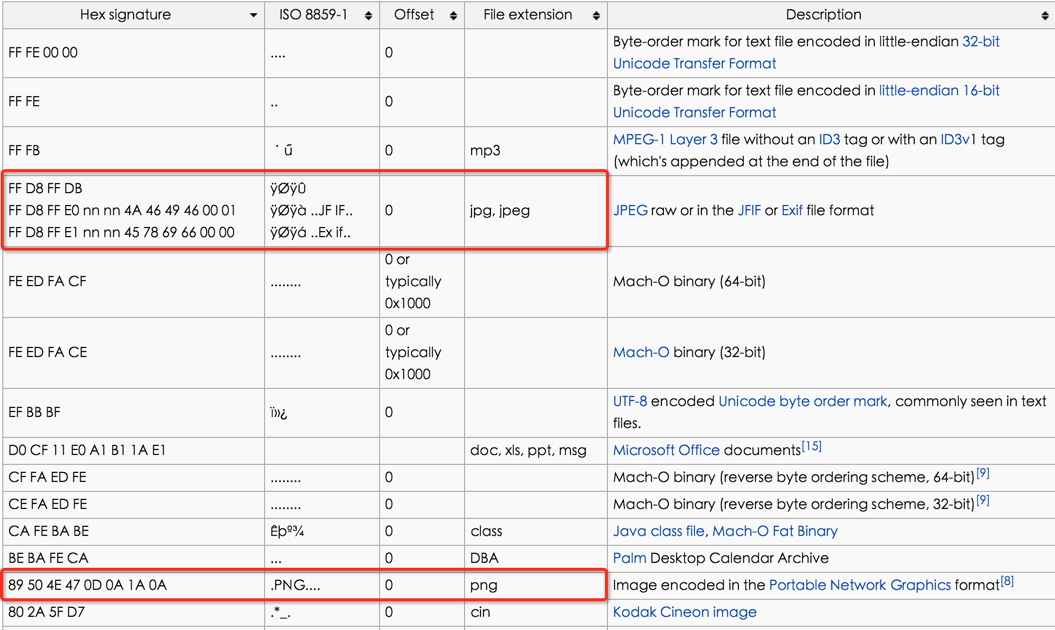 Hex signature ISO 8859-1 Offset File extension Description
FF FE 00 00 .... 0 Byte-order mark for text file encoded in little-endian 32-bit
Unicode Transfer Format
FF FE .. 0 Byte-order mark for text file encoded in little-endian 16-bit
Unicode Transfer Format
FF FB ˙ű 0 mp3 MPEG-1 Layer 3 file without an ID3 tag or with an ID3v1 tag
(which's appended at the end of the file)
FF D8 FF DB ÿØÿÛ
FF D8 FF E0 nn nn 4A 46 49 46 00 01 ÿØÿà ..JF IF.. 0 jpg, jpeg JPEG raw or in the JFIF or Exif file format
FF D8 FF E1 nn nn 45 78 69 66 00 00 ÿØÿá ..Ex if..
FE ED FA CF ........ 0 or
typically
0x1000 Mach-O binary (64-bit)
FE ED FA CE ........ 0 or
typically
0x1000 Mach-O binary (32-bit)
EF BB BF ï»¿ 0 UTF-8 encoded Unicode byte order mark, commonly seen in text
files.
D0 CF 11 E0 A1 B1 1A E1 doc, xls, ppt, msg Microsoft Office documents[15]
CF FA ED FE ........ 0 Mach-O binary (reverse byte ordering scheme, 64-bit)[9]
CE FA ED FE ........ 0 Mach-O binary (reverse byte ordering scheme, 32-bit)[9]
CA FE BA BE Êþº¾ 0 class Java class file, Mach-O Fat Binary
BE BA FE CA ... 0 DBA Palm Desktop Calendar Archive
89 50 4E 47 0D 0A 1A 0A .PNG.... 0 png Image encoded in the Portable Network Graphics format[8]
80 2A 5F D7 .*_. 0 cin Kodak Cineon image